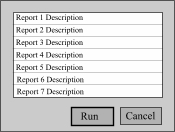 Report 1 Description
Report 2 Description
Report 3 Description
Report 4 Description
Report 5 Description
Report 6 Description
Report 7 Description
Run Cancel